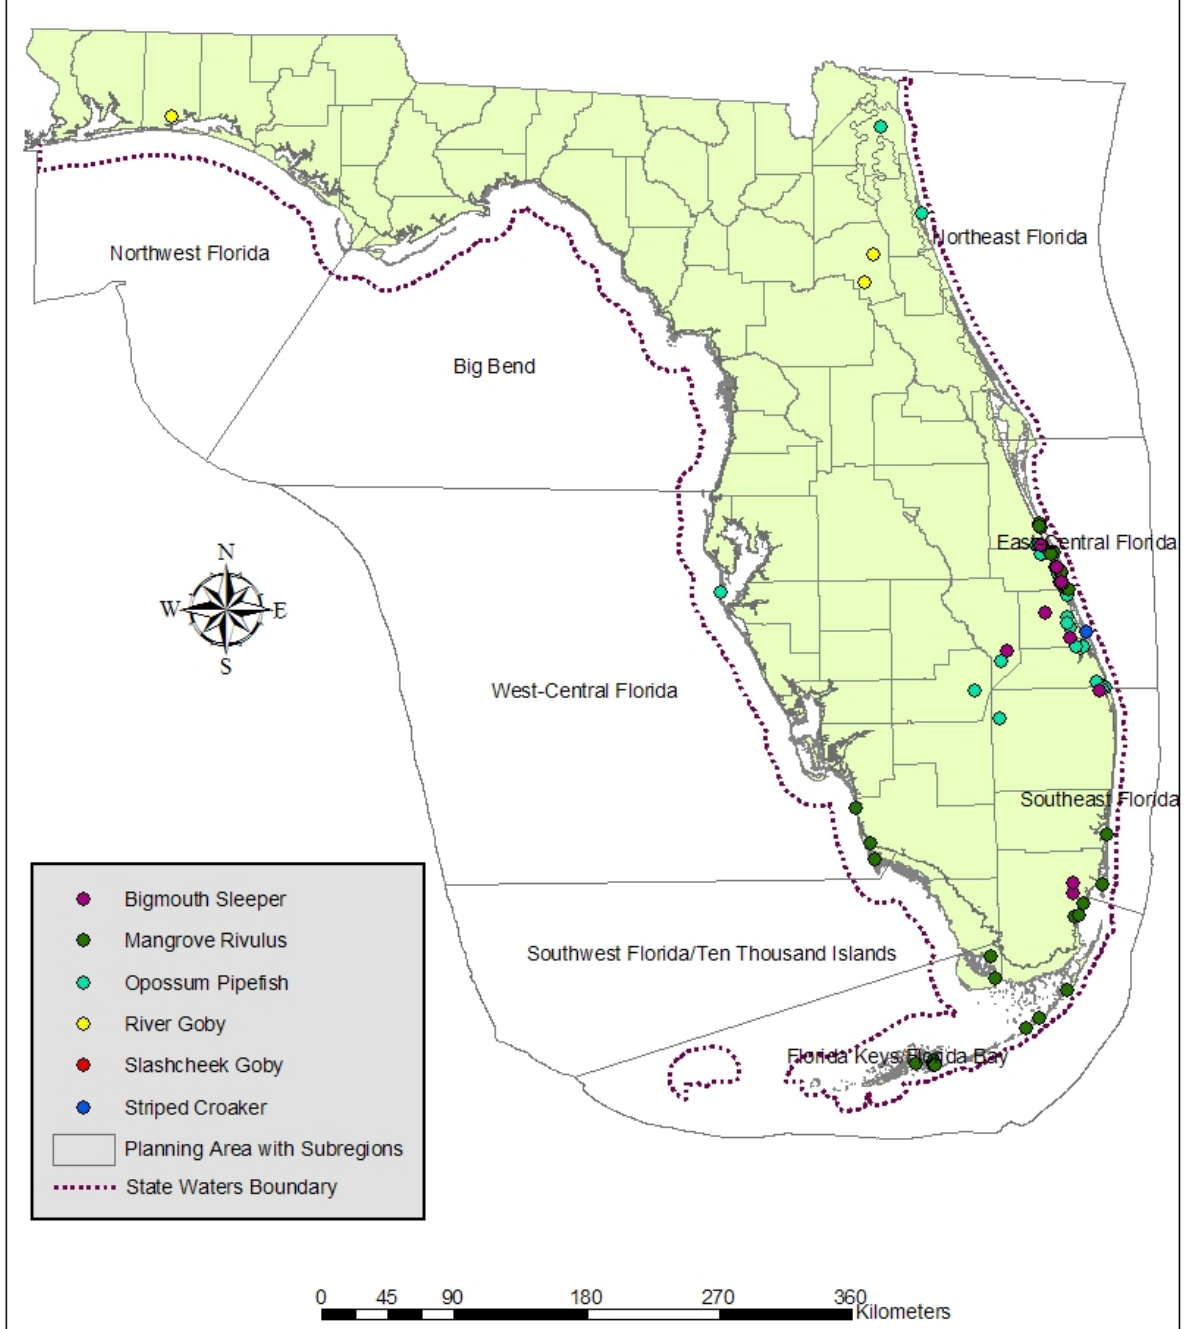 Northwest Florida
Northeast Florida
Big Bend
East-Central Florida
N
W
E
S
West-Central Florida
Southeast Florida
Southwest Florida/Ten Thousand Islands
Florida Keys/Florida Bay
Bigmouth Sleeper
Mangrove Rivulus
Opossum Pipefish
River Goby
Slashcheek Goby
Striped Croaker
Planning Area with Subregions
State Waters Boundary
0 45 90 180 270 360
Kilometers